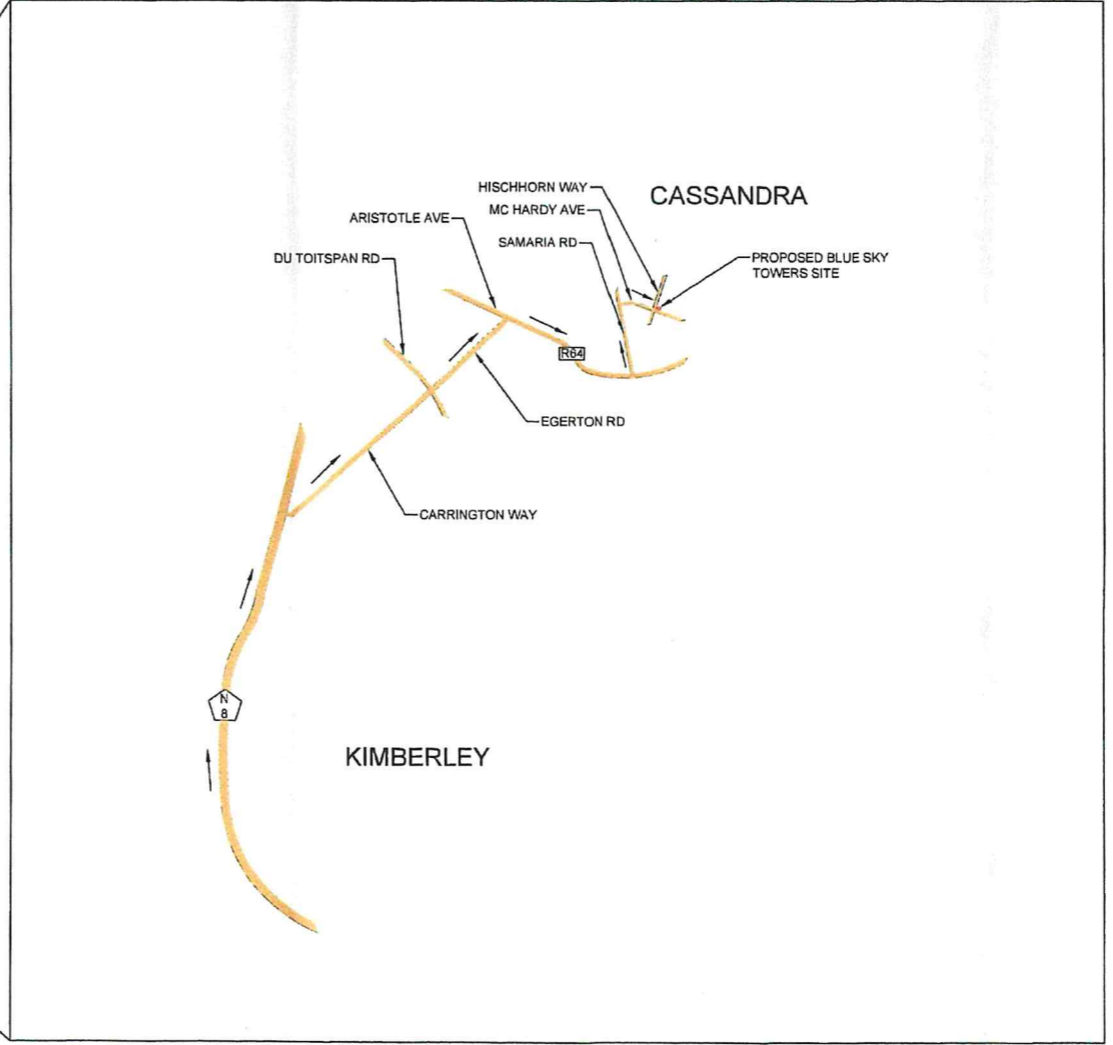 HISCHHORN WAY
CASSANDRA
MC HARDY AVE
ARISTOTLE AVE
SAMARIA RD
DU TOITSPAN RD
PROPOSED BLUE SKY
TOWERS SITE
R64
EGERTON RD
CARRINGTON WAY
N
8
KIMBERLEY